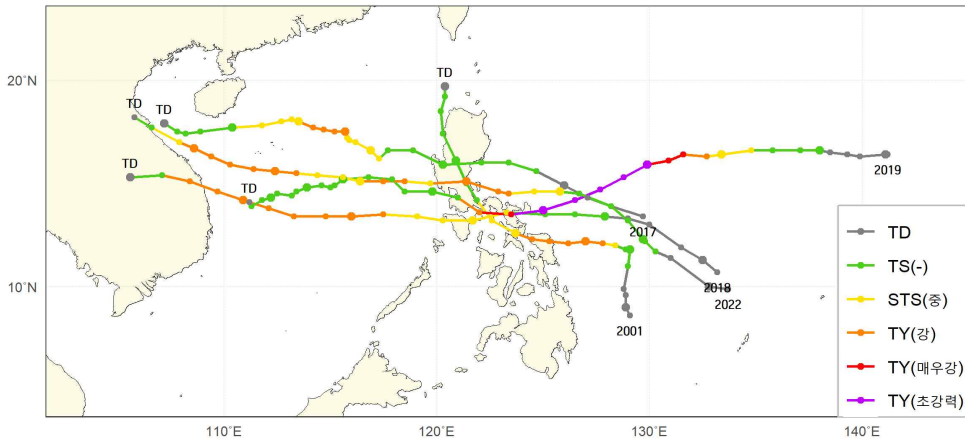 20°N
10°N
110°E
120°E
130°E
140°E
TD
TD
TD
TD
TD
2019
2017
2018
2022
2001
TD
TS(-)
STS(중)
TY(강)
TY(매우강)
TY(초강력)